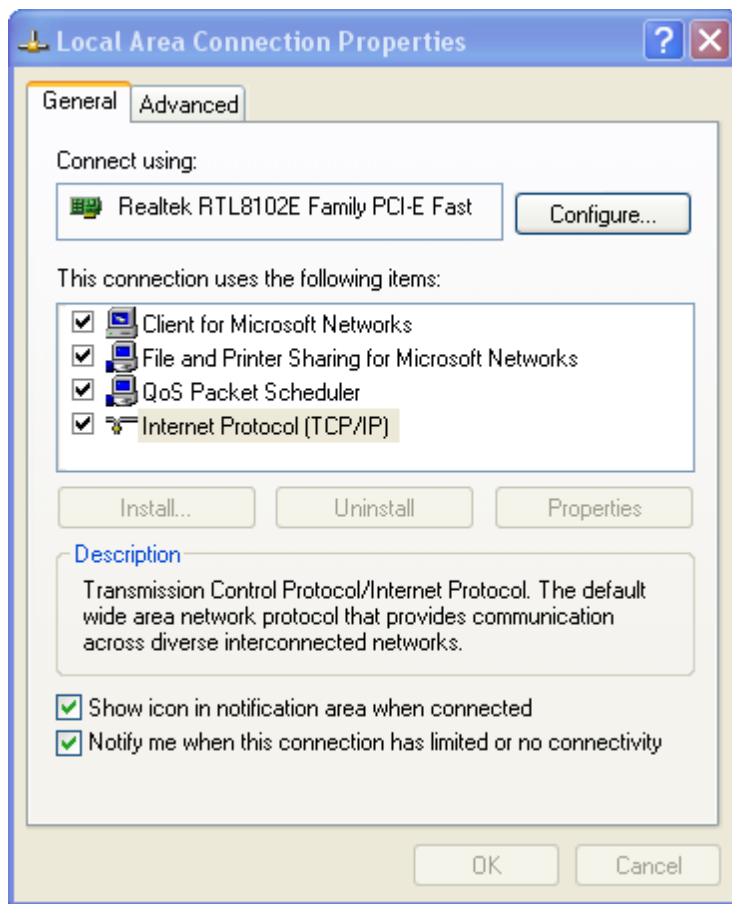 Local Area Connection Properties
General
Advanced
Connect using:
Realtek RTL8102E Family PCI-E Fast
Configure...
This connection uses the following items:
Client for Microsoft Networks
File and Printer Sharing for Microsoft Networks
QoS Packet Scheduler
Internet Protocol (TCP/IP)
Install...
Uninstall
Properties
Description
Transmission Control Protocol/Internet Protocol. The default
wide area network protocol that provides communication
across diverse interconnected networks.
Show icon in notification area when connected
Notify me when this connection has limited or no connectivity
OK
Cancel